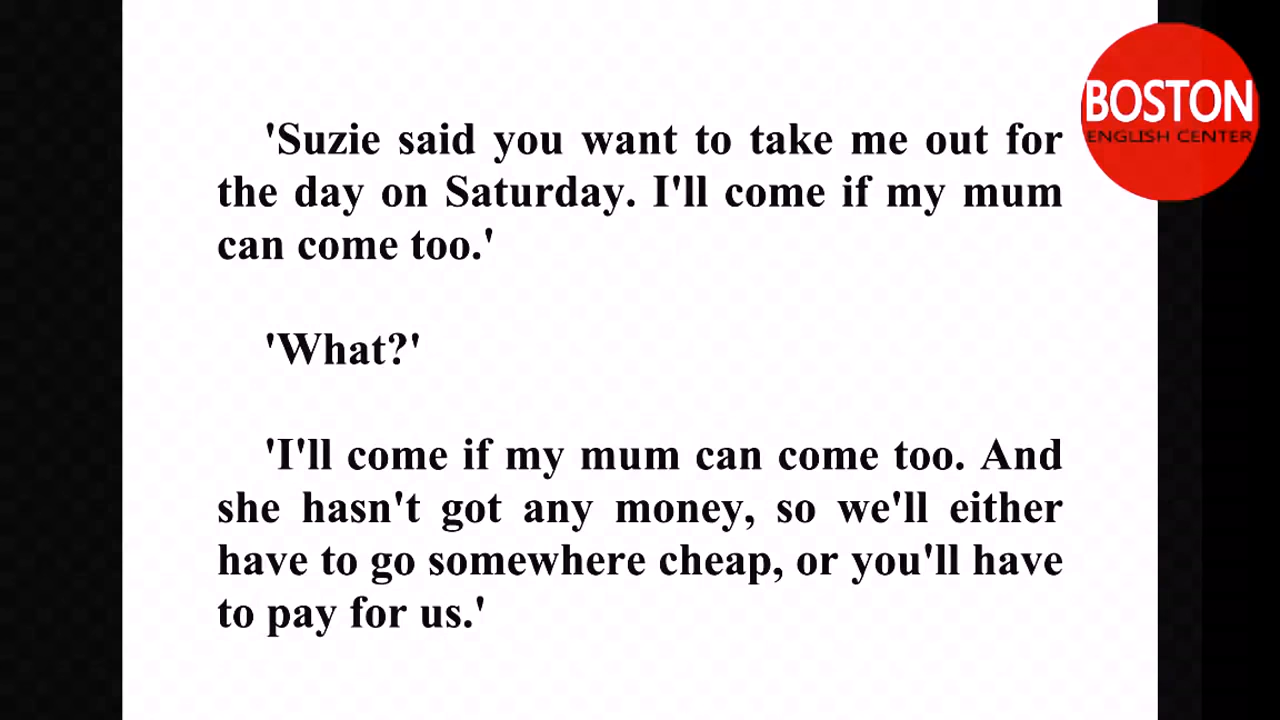 'Suzie said you want to take me out for
the day on Saturday. I'll come if my mum
can come too.'
'What?'
'I'll come if my mum can come too. And
she hasn't got any money, so we'll either
have to go somewhere cheap, or you'll have
to pay for us.'
BOSTON
ENGLISH CENTER